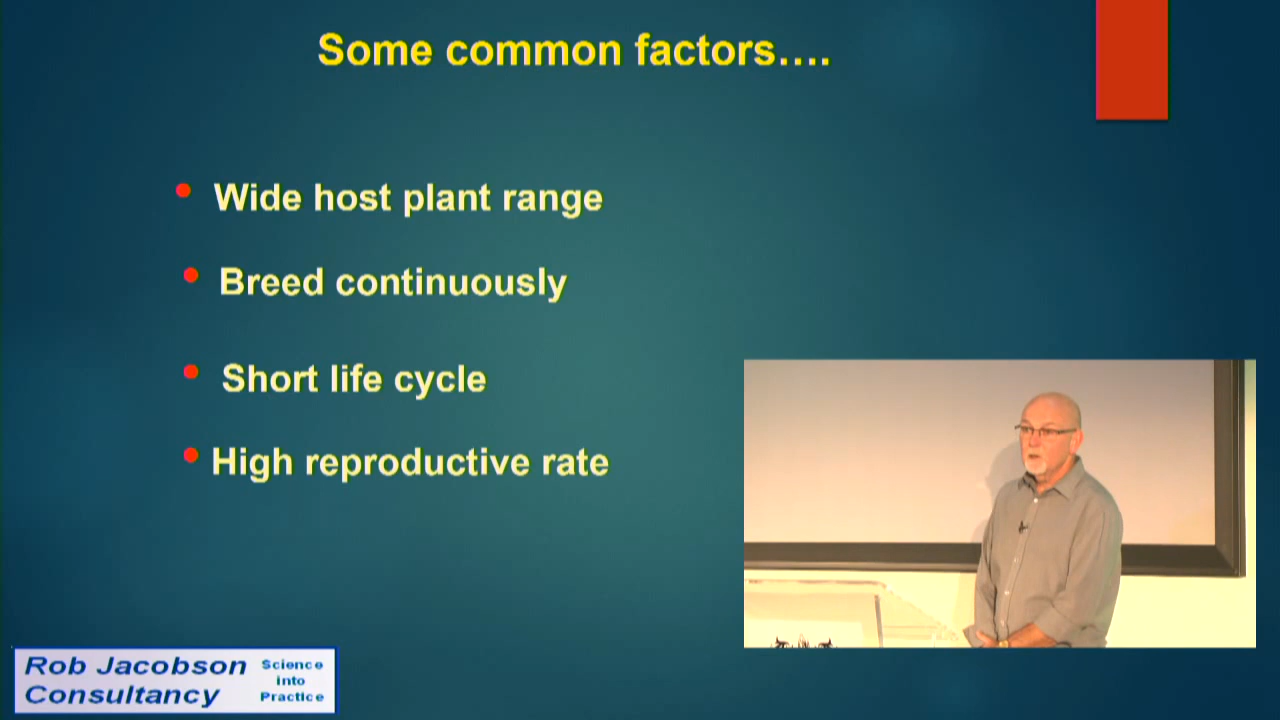 Some common factors....
Wide host plant range
Breed continuously
Short life cycle
High reproductive rate
Rob Jacobson
Consultancy
Science
into
Practice